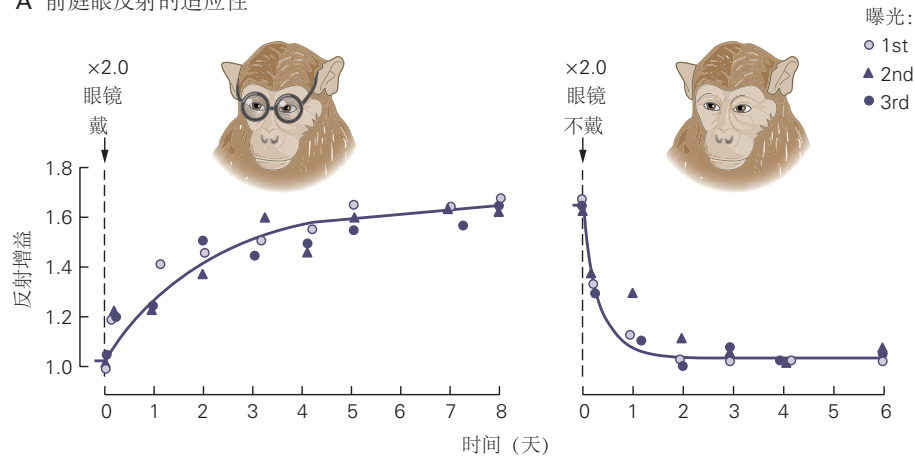 A 前庭眼反射的适应性
曝光:
1st
2nd
3rd
×2.0
眼镜
戴
×2.0
眼镜
不戴
反射增益
1.8
1.6
1.4
1.2
1.0
0 1 2 3 4 5 6 7 8
0 1 2 3 4 5 6
时间 (天)